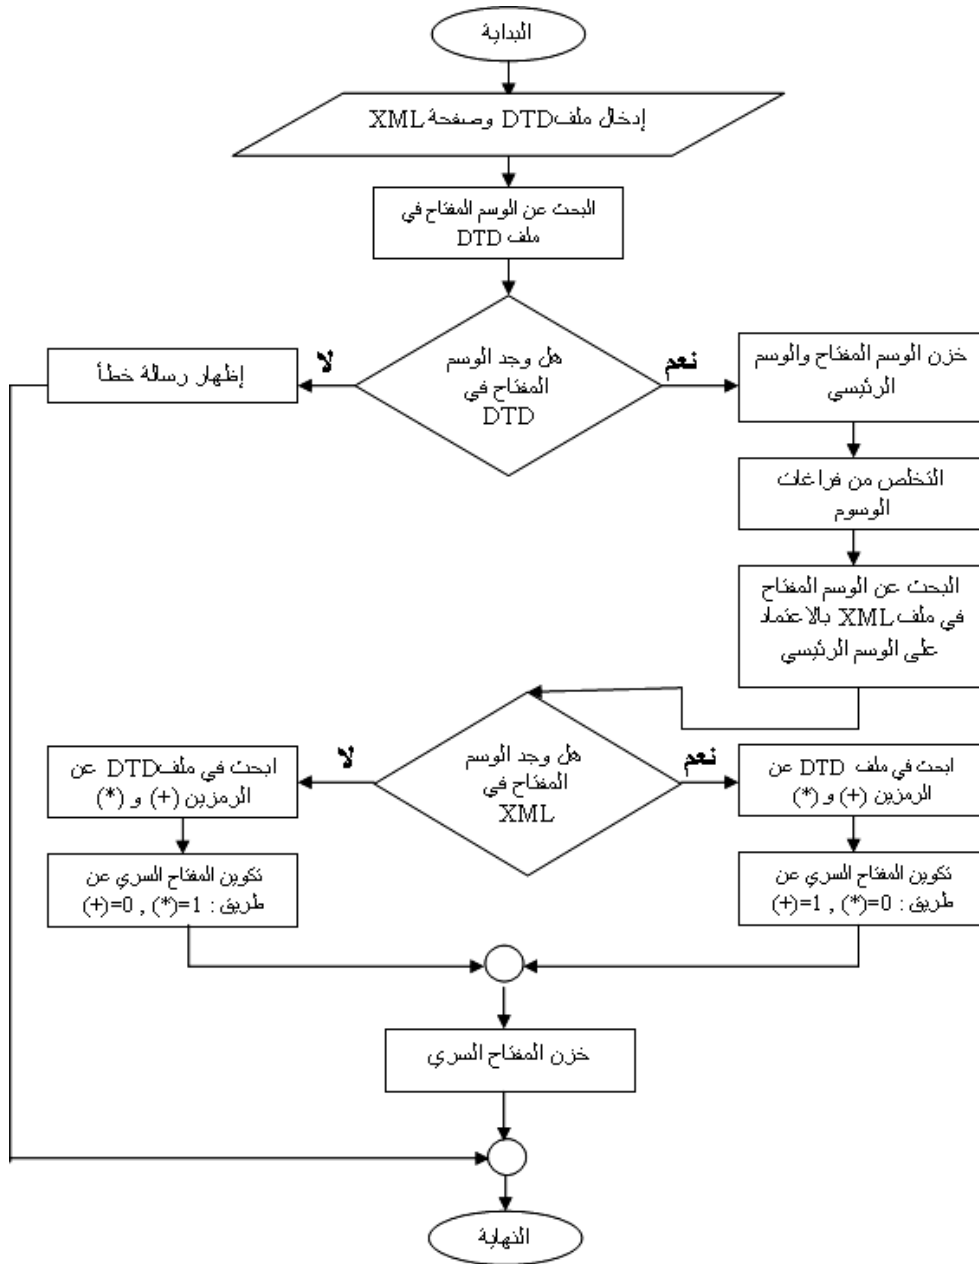 البداية
إدخال ملف DTD وصفحة XML
البحث عن الوسم المفتاح في
ملف DTD
هل وجد الوسم
المفتاح في
DTD
نعم
لا
خزن الوسم المفتاح والوسم
الرئيسي
إظهار رسالة خطأ
التخلص من فراغات
الوسوم
البحث عن الوسم المفتاح
في ملف XML بالاعتماد
على الوسم الرئيسي
هل وجد الوسم
المفتاح في
XML
نعم
لا
ابحث في ملف DTD عن
الرمزين (+) و (*)
ابحث في ملف DTD عن
الرمزين (+) و (*)
تكوين المفتاح السري عن
طريق : 0=(*) , 1=(+)
تكوين المفتاح السري عن
طريق : 1=(*) , 0=(+)
خزن المفتاح السري
النهاية